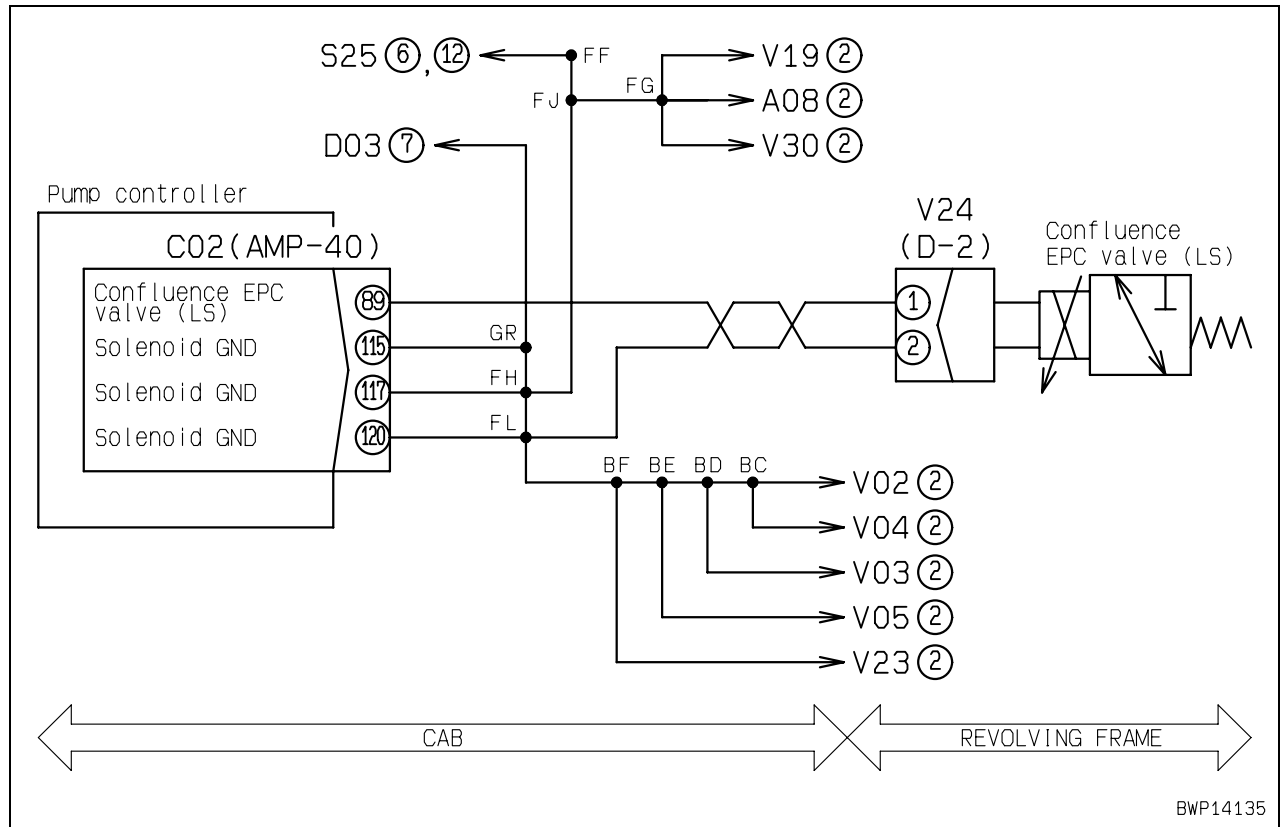 S25 ⑥, ⑫
FF
V19 ②
FJ
FG
A08 ②
D03 ⑦
V30 ②
Pump controller
C02(AMP-40)
V24
(D-2)
Confluence
EPC valve (LS)
Confluence EPC
valve (LS)
89
1
Solenoid GND
115
GR
2
Solenoid GND
117
FH
Solenoid GND
120
FL
BF BE BD BC
V02 ②
V04 ②
V03 ②
V05 ②
V23 ②
CAB
REVOLVING FRAME
BWP14135